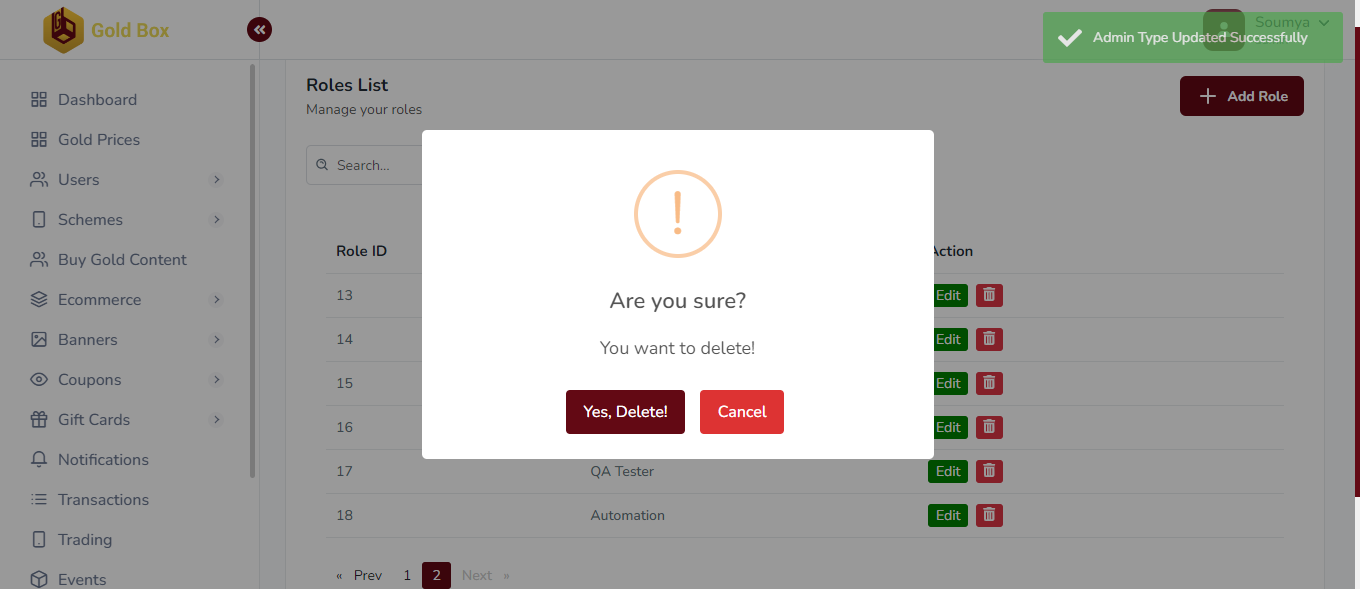 Gold Box
Soumya
Admin Type Updated Successfully
Dashboard
Gold Prices
Users
Schemes
Buy Gold Content
Ecommerce
Banners
Coupons
Gift Cards
Notifications
Transactions
Trading
Events
Roles List
Manage your roles
Add Role
Search...
Role ID
Action
13
Edit
14
Edit
15
Edit
16
Edit
17 QA Tester Edit
18 Automation Edit
« Prev 1 2 Next »
!
Are you sure?
You want to delete!
Yes, Delete! Cancel